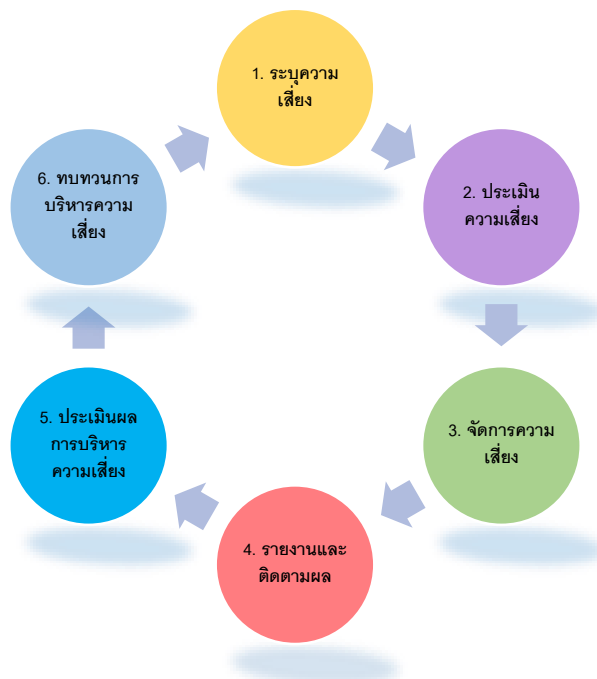 1. ระบุความ
เสี่ยง
2. ประเมิน
ความเสี่ยง
3. จัดการความ
เสี่ยง
4. รายงานและ
ติดตามผล
5. ประเมินผล
การบริหาร
ความเสี่ยง
6. ทบทวนการ
บริหารความ
เสี่ยง